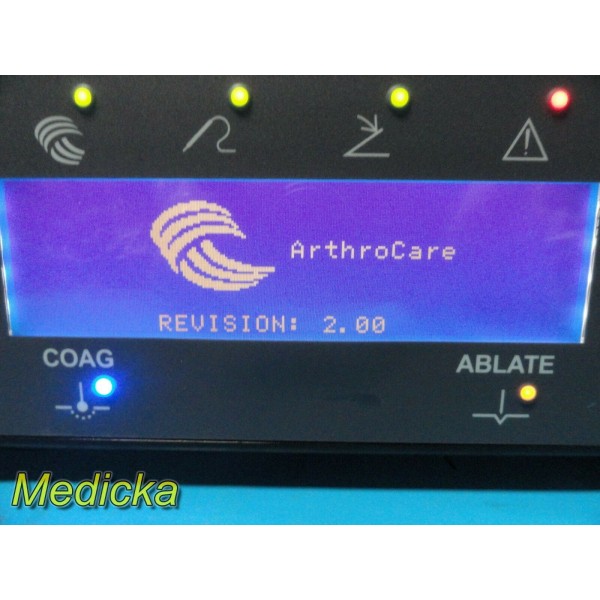 ArthroCare
REVISION: 2.00
COAG
ABLATE
Medicka